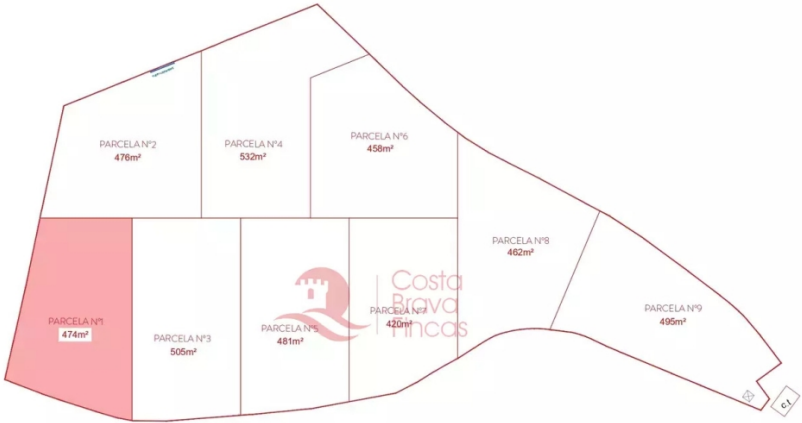 PARCELA Nº2
476m²
PARCELA Nº4
532m²
PARCELA Nº6
458m²
PARCELA Nº8
462m²
PARCELA Nº9
495m²
PARCELA Nº1
474m²
PARCELA Nº3
505m²
PARCELA Nº5
481m²
PARCELA Nº7
420m²
Costa
Brava
Fincas
c.t